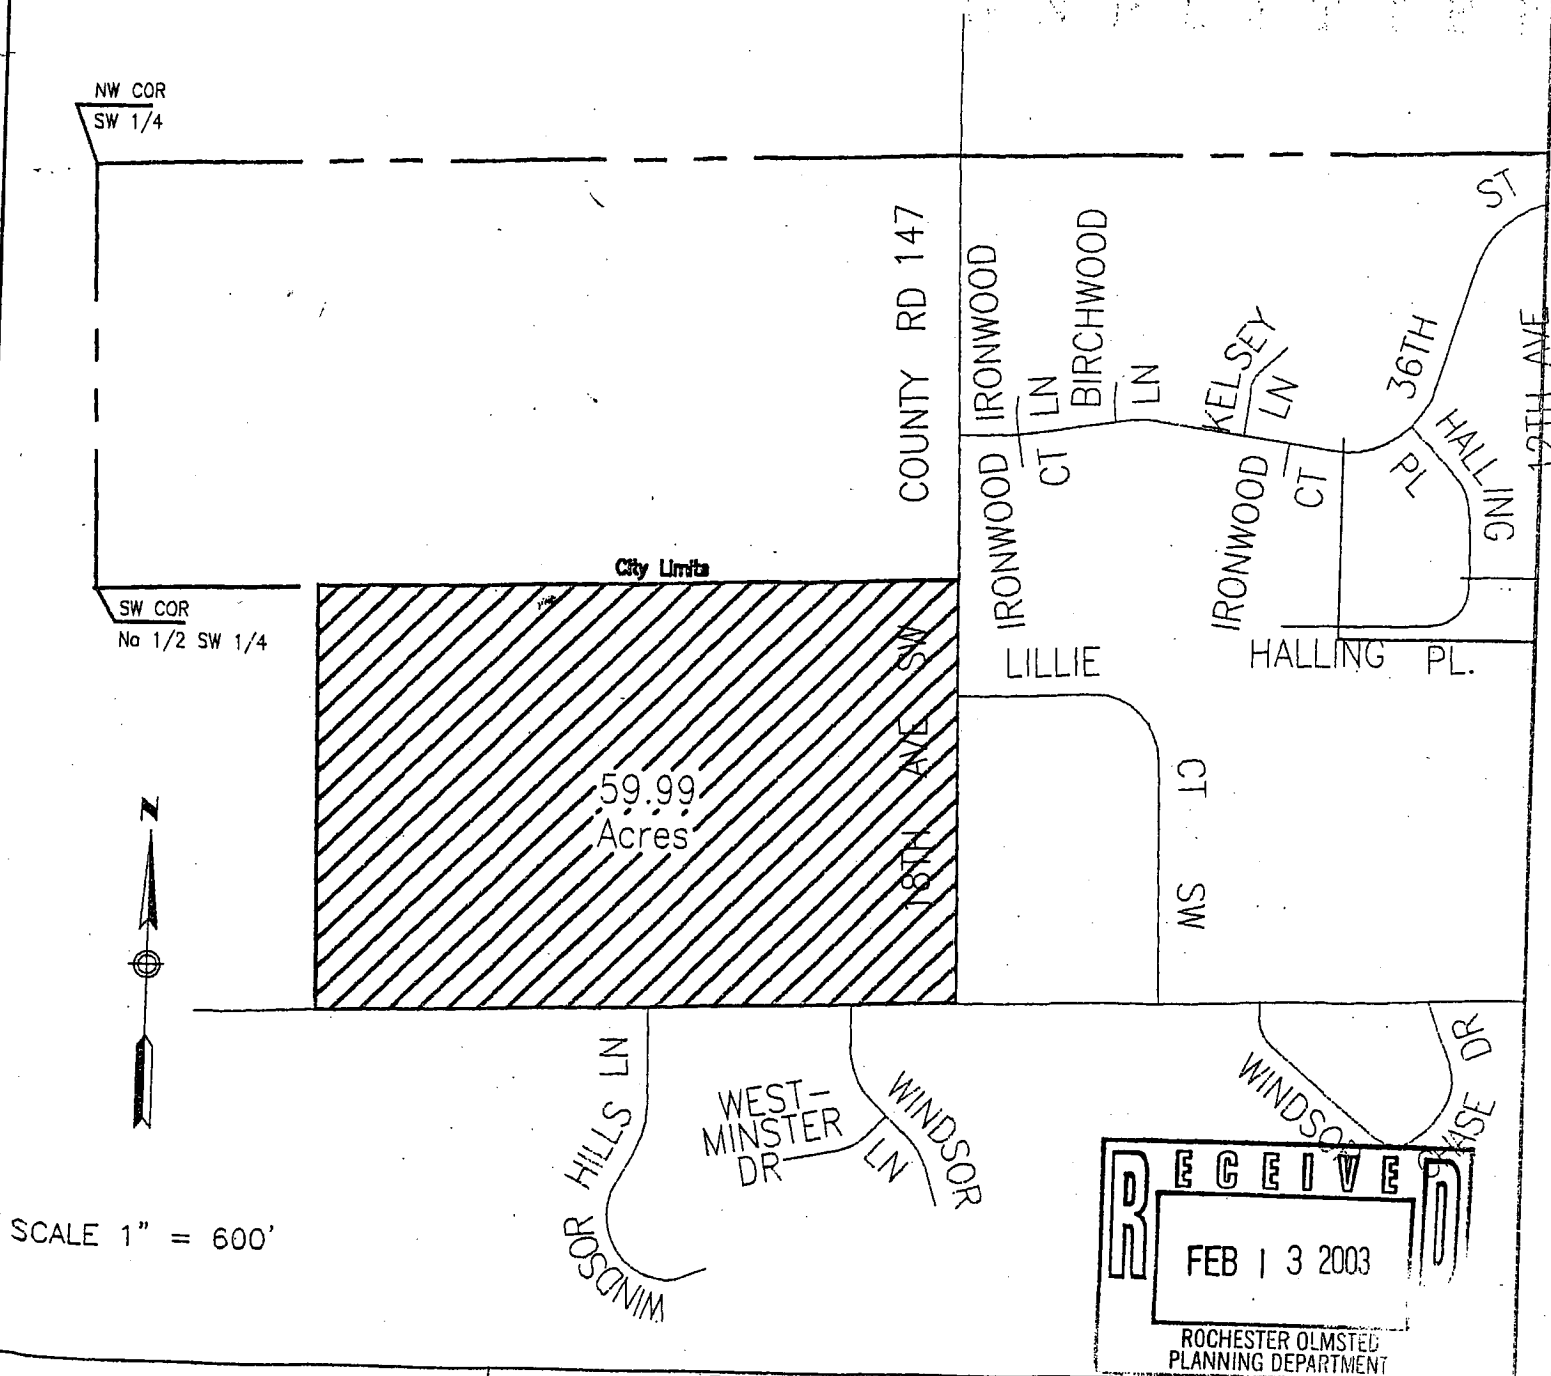 NW COR
SW 1/4
COUNTY RD 147
IRONWOOD
LN
BIRCHWOOD
LN
KELSEY
LN
36TH
ST
12TH AVE
HALLING
PL
IRONWOOD
CT
IRONWOOD
CT
City Limits
SW COR
No 1/2 SW 1/4
18TH AVE SW
LILLIE
CT SW
HALLING PL.
59.99
Acres
N
WINDSOR HILLS LN
WEST-
MINSTER
DR
WINDSOR
LN
WINDSOR
CHASE DR
SCALE 1" = 600'
RECEIVED
FEB 13 2003
ROCHESTER OLMSTED
PLANNING DEPARTMENT